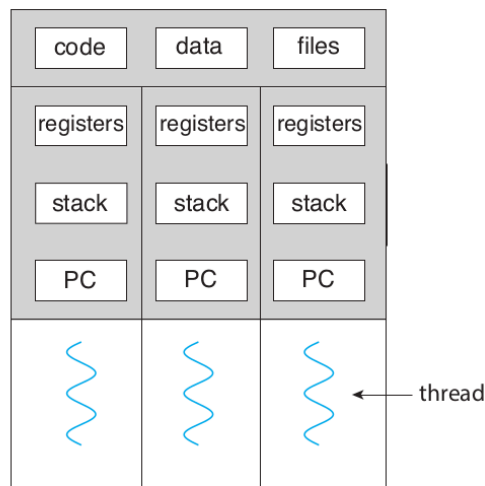 code data files
registers registers registers
stack stack stack
PC PC PC
thread